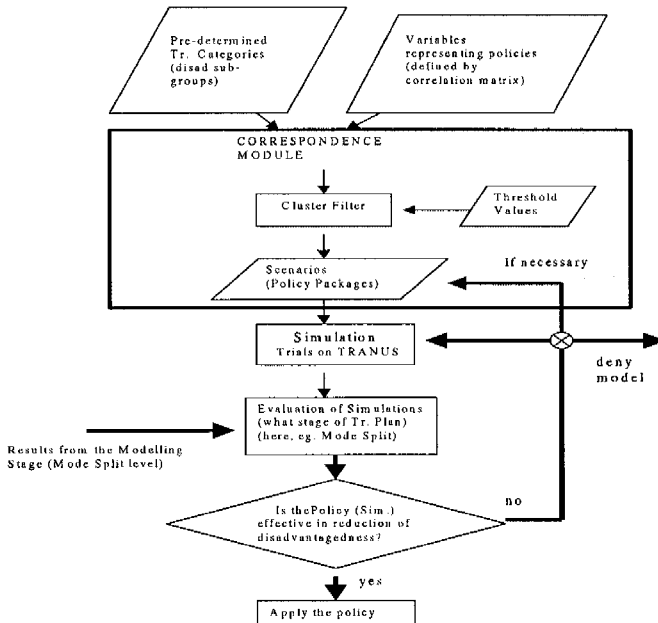 Pre-determined
Tr. Categories
(disad sub-
groups)
Variables
representing policies
(defined by
correlation matrix)
CORRESPONDENCE
MODULE
Cluster Filter
Threshold
Values
Scenarios
(Policy Packages)
If necessary
Simulation
Trials on TRANUS
deny
model
Evaluation of Simulations
(what stage of Tr. Plan)
(here, eg. Mode Split)
Results from the Modelling
Stage (Mode Split level)
Is thePolicy (Sim.)
effective in reduction of
disadvantagedness?
no
yes
Apply the policy